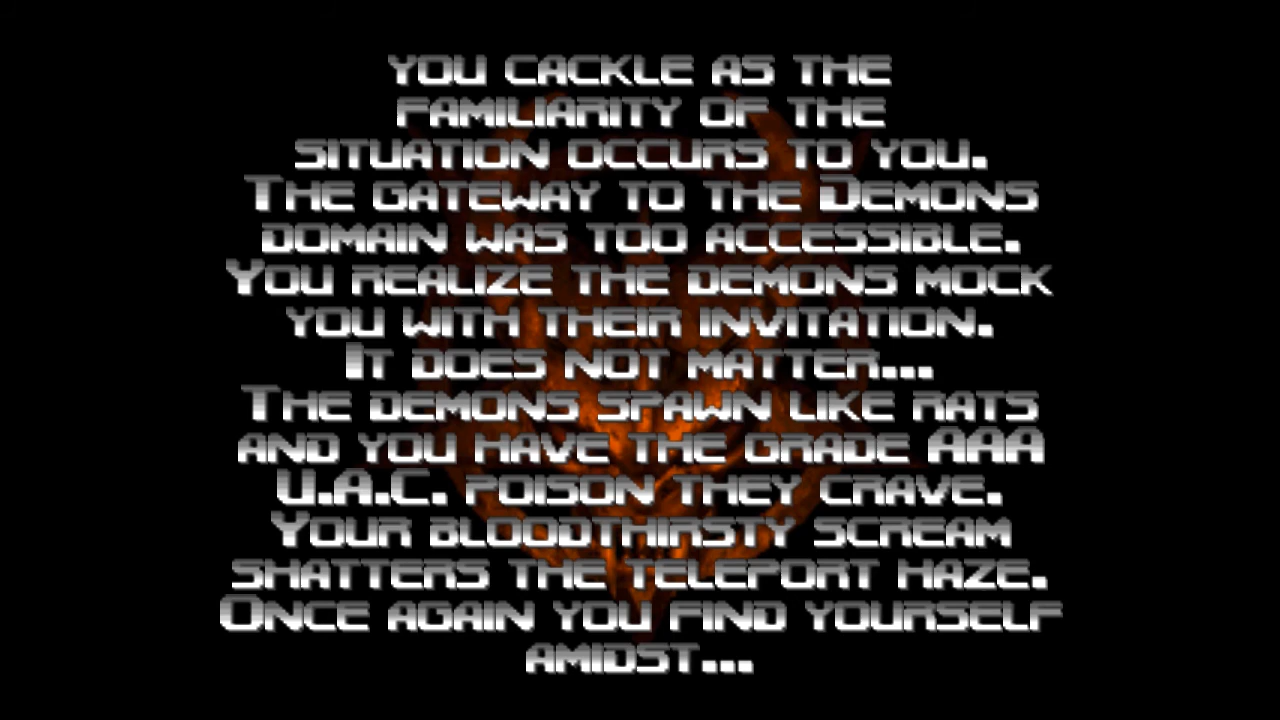 you cackle as the
familiarity of the
situation occurs to you.
The gateway to the Demons
domain was too accessible.
You realize the demons mock
you with their invitation.
It does not matter...
The demons spawn like rats
and you have the grade AAA
U.A.C. poison they crave.
Your bloodthirsty scream
shatters the teleport haze.
Once again you find yourself
amidst...